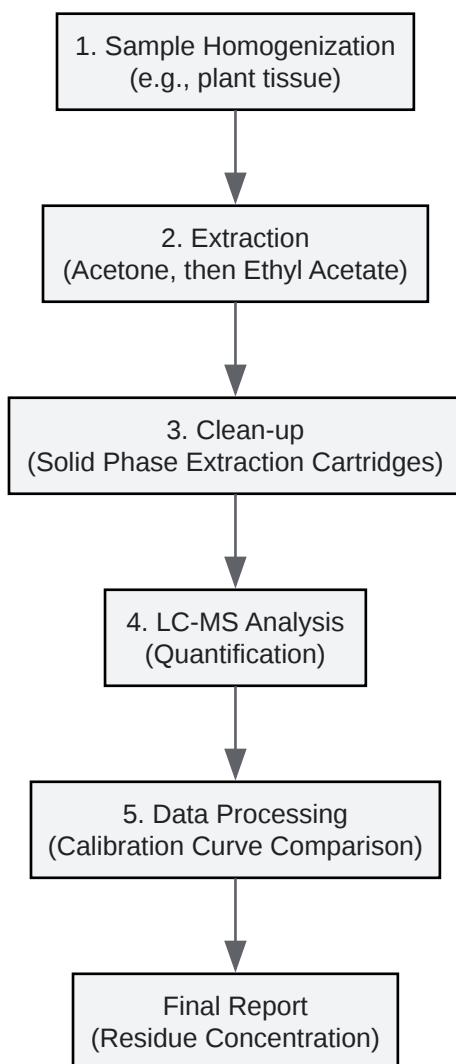 1. Sample Homogenization
(e.g., plant tissue)
2. Extraction
(Acetone, then Ethyl Acetate)
3. Clean-up
(Solid Phase Extraction Cartridges)
4. LC-MS Analysis
(Quantification)
5. Data Processing
(Calibration Curve Comparison)
Final Report
(Residue Concentration)